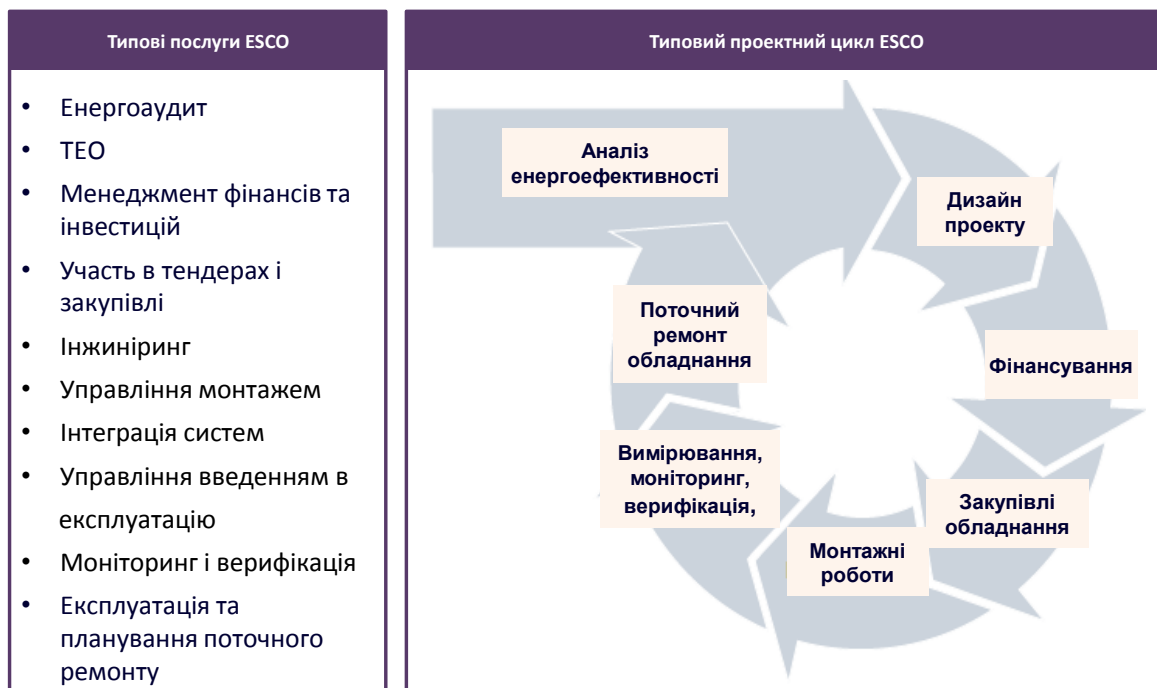 Типові послуги ESCO
• Енергоаудит
• ТЕО
• Менеджмент фінансів та
інвестицій
• Участь в тендерах і
закупівлі
• Інжиніринг
• Управління монтажем
• Інтеграція систем
• Управління введенням в
експлуатацію
• Моніторинг і верифікація
• Експлуатація та
планування поточного
ремонту
Типовий проектний цикл ESCO
Аналіз
енергоефективності
Дизайн
проекту
Фінансування
Закупівлі
обладнання
Монтажні
роботи
Вимірювання,
моніторинг,
верифікація,
Поточний
ремонт
обладнання